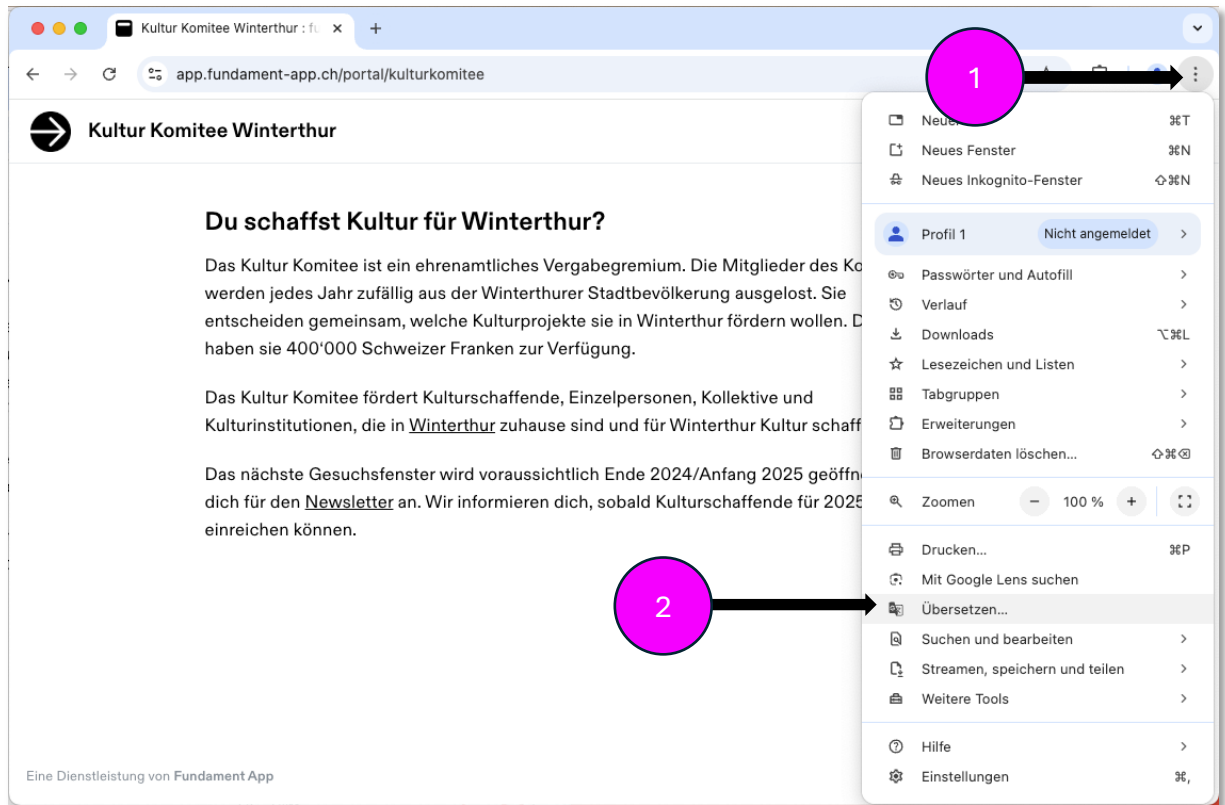 Kultur Komitee Winterthur : fu
app.fundament-app.ch/portal/kulturkomitee
1
Kultur Komitee Winterthur
Du schaffst Kultur für Winterthur?
Das Kultur Komitee ist ein ehrenamtliches Vergabegremium. Die Mitglieder des Ko
werden jedes Jahr zufällig aus der Winterthurer Stadtbevölkerung ausgelost. Sie
entscheiden gemeinsam, welche Kulturprojekte sie in Winterthur fördern wollen. D
haben sie 400‘000 Schweizer Franken zur Verfügung.
Das Kultur Komitee fördert Kulturschaffende, Einzelpersonen, Kollektive und
Kulturinstitutionen, die in Winterthur zuhause sind und für Winterthur Kultur schaff
Das nächste Gesuchsfenster wird voraussichtlich Ende 2024/Anfang 2025 geöffn
dich für den Newsletter an. Wir informieren dich, sobald Kulturschaffende für 2025
einreichen können.
2
Eine Dienstleistung von Fundament App
Neuer ⌘T
Neues Fenster ⌘N
Neues Inkognito-Fenster ⇧⌘N
Profil 1 Nicht angemeldet
Passwörter und Autofill
Verlauf
Downloads ⌥⌘L
Lesezeichen und Listen
Tabgruppen
Erweiterungen
Browserdaten löschen... ⇧⌘⌫
Zoomen − 100 % +
Drucken... ⌘P
Mit Google Lens suchen
Übersetzen...
Suchen und bearbeiten
Streamen, speichern und teilen
Weitere Tools
Hilfe
Einstellungen ⌘,